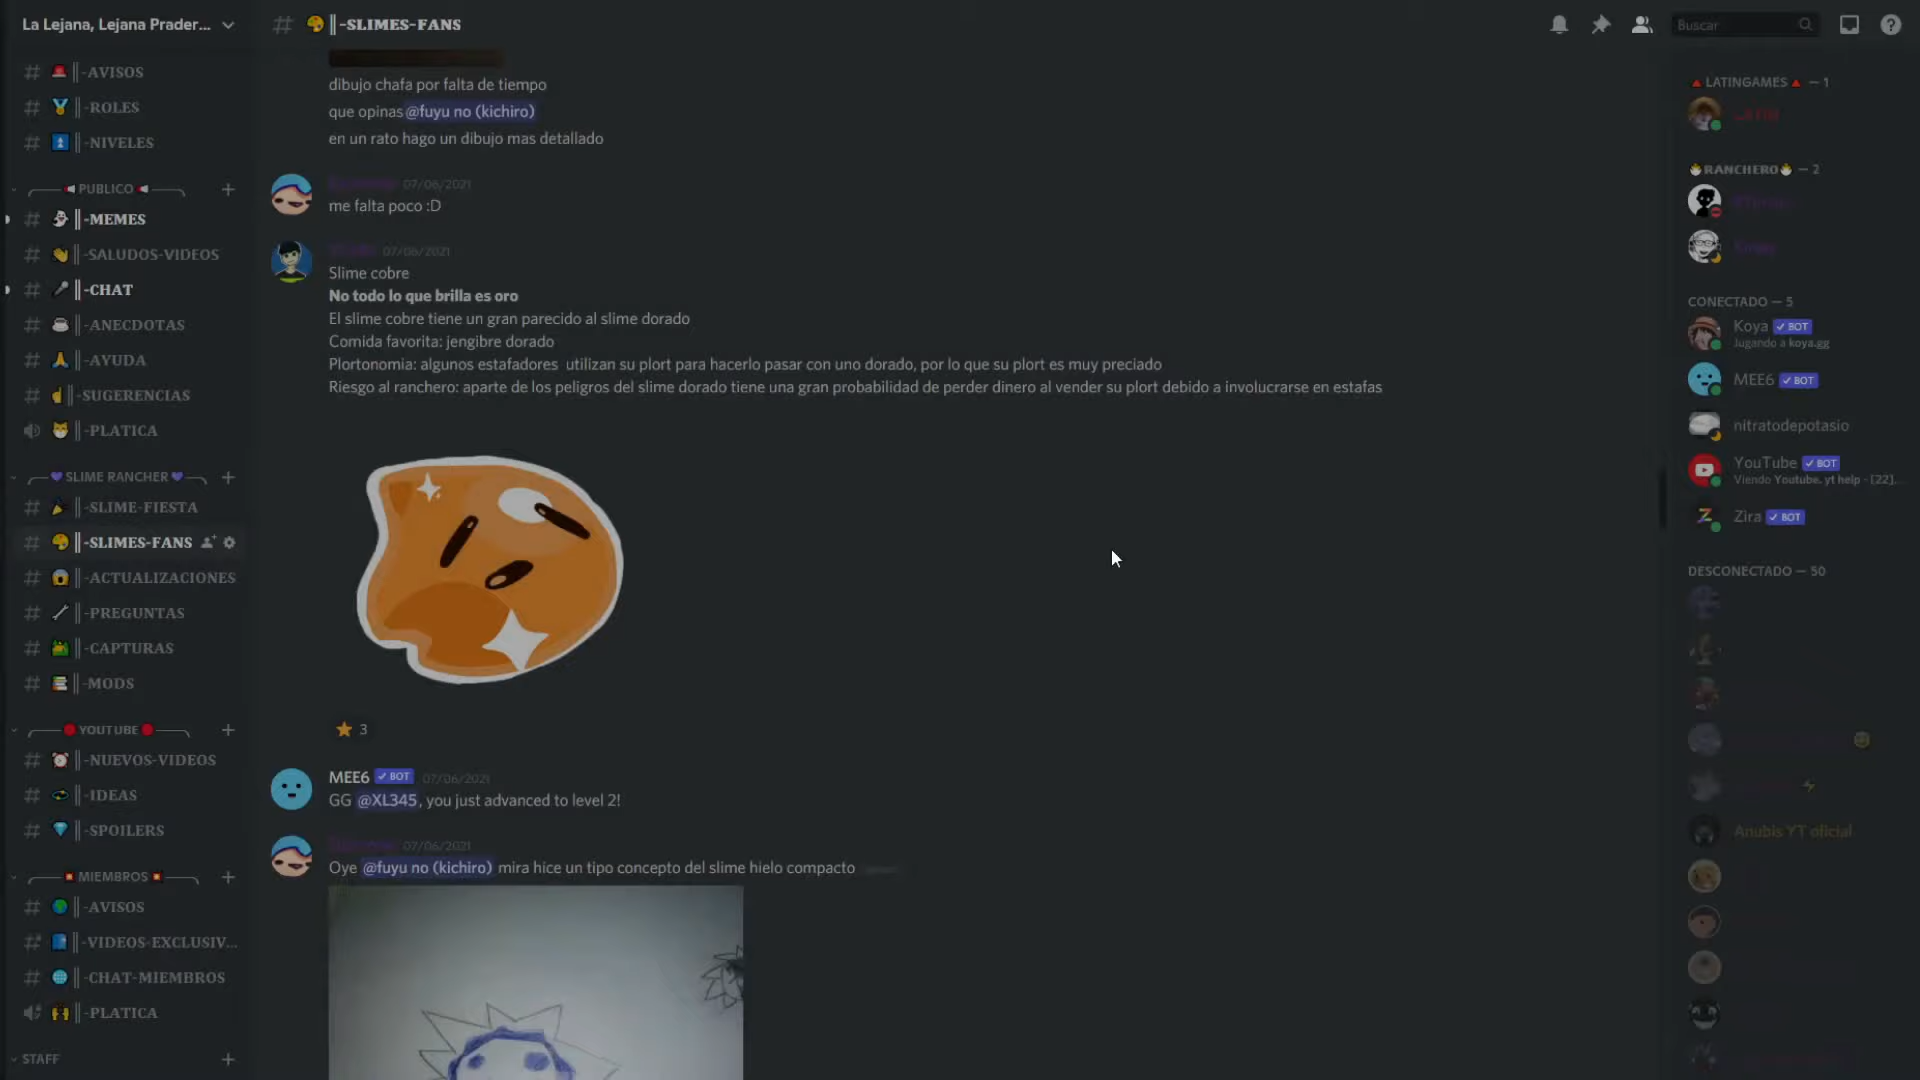 La Lejana, Lejana Prader...
-AVISOS
-ROLES
-NIVELES
PUBLICO
-MEMES
-SALUDOS-VIDEOS
-CHAT
-ANECDOTAS
-AYUDA
-SUGERENCIAS
-PLATICA
SLIME RANCHER
-SLIME-FIESTA
-SLIMES-FANS
-ACTUALIZACIONES
-PREGUNTAS
-CAPTURAS
-MODS
YOUTUBE
-NUEVOS-VIDEOS
-IDEAS
-SPOILERS
MIEMBROS
-AVISOS
-VIDEOS-EXCLUSIV...
-CHAT-MIEMBROS
-PLATICA
STAFF
-SLIMES-FANS
Buscar
dibujo chafa por falta de tiempo
que opinas @fuyu no (kichiro)
en un rato hago un dibujo mas detallado
07/06/2021
me falta poco :D
07/06/2021
Slime cobre
No todo lo que brilla es oro
El slime cobre tiene un gran parecido al slime dorado
Comida favorita: jengibre dorado
Plortonomia: algunos estafadores utilizan su plort para hacerlo pasar con uno dorado, por lo que su plort es muy preciado
Riesgo al ranchero: aparte de los peligros del slime dorado tiene una gran probabilidad de perder dinero al vender su plort debido a involucrarse en estafas
3
MEE6 BOT 07/06/2021
GG @XL345, you just advanced to level 2!
07/06/2021
Oye @fuyu no (kichiro) mira hice un tipo concepto del slime hielo compacto
LATINGAMES — 1
RANCHERO — 2
CONECTADO — 5
Koya BOT
Jugando a koya.gg
MEE6 BOT
nitratodepotasio
YouTube BOT
Viendo Youtube. yt help - [22]...
Zira BOT
DESCONECTADO — 50
Anubis YT oficial